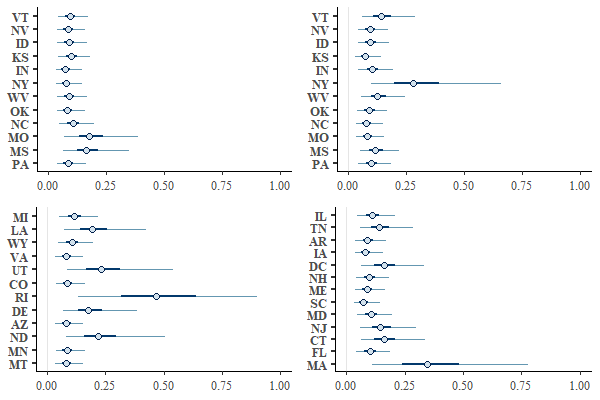 VT
NV
ID
KS
IN
NY
WV
OK
NC
MO
MS
PA
0.00 0.25 0.50 0.75 1.00
VT
NV
ID
KS
IN
NY
WV
OK
NC
MO
MS
PA
0.00 0.25 0.50 0.75 1.00
MI
LA
WY
VA
UT
CO
RI
DE
AZ
ND
MN
MT
0.00 0.25 0.50 0.75 1.00
IL
TN
AR
IA
DC
NH
ME
SC
MD
NJ
CT
FL
MA
0.00 0.25 0.50 0.75 1.00